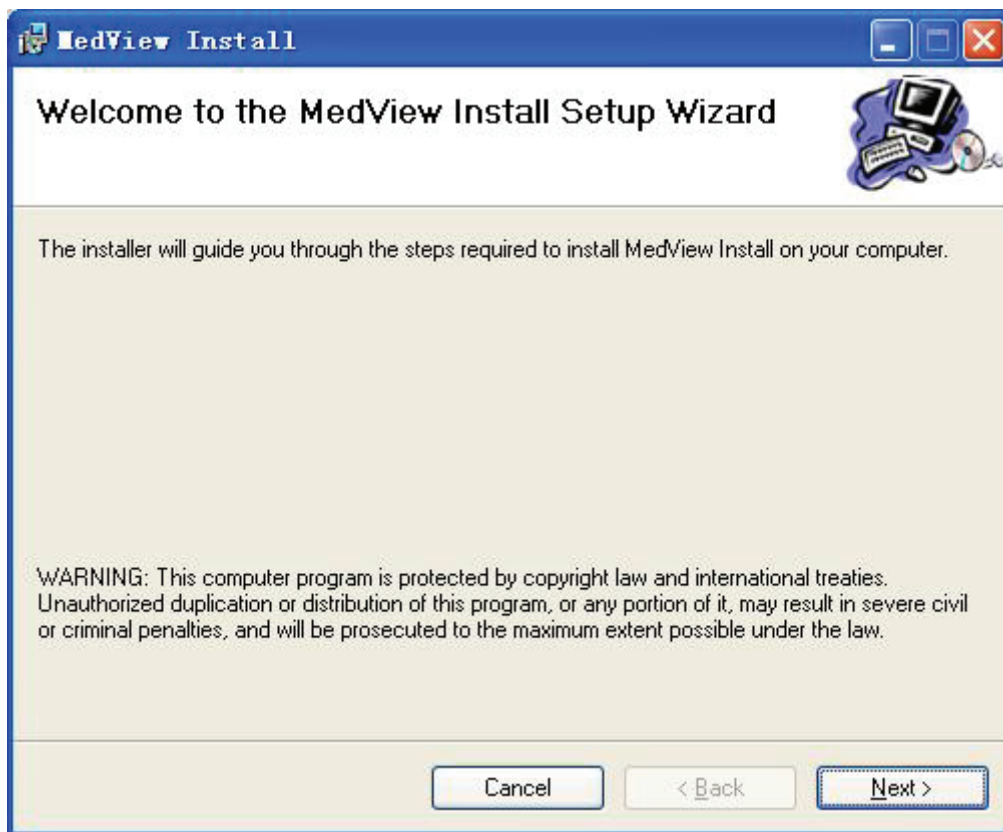 MedView Install
Welcome to the MedView Install Setup Wizard
The installer will guide you through the steps required to install MedView Install on your computer.
WARNING: This computer program is protected by copyright law and international treaties.
Unauthorized duplication or distribution of this program, or any portion of it, may result in severe civil
or criminal penalties, and will be prosecuted to the maximum extent possible under the law.
Cancel
< Back
Next >